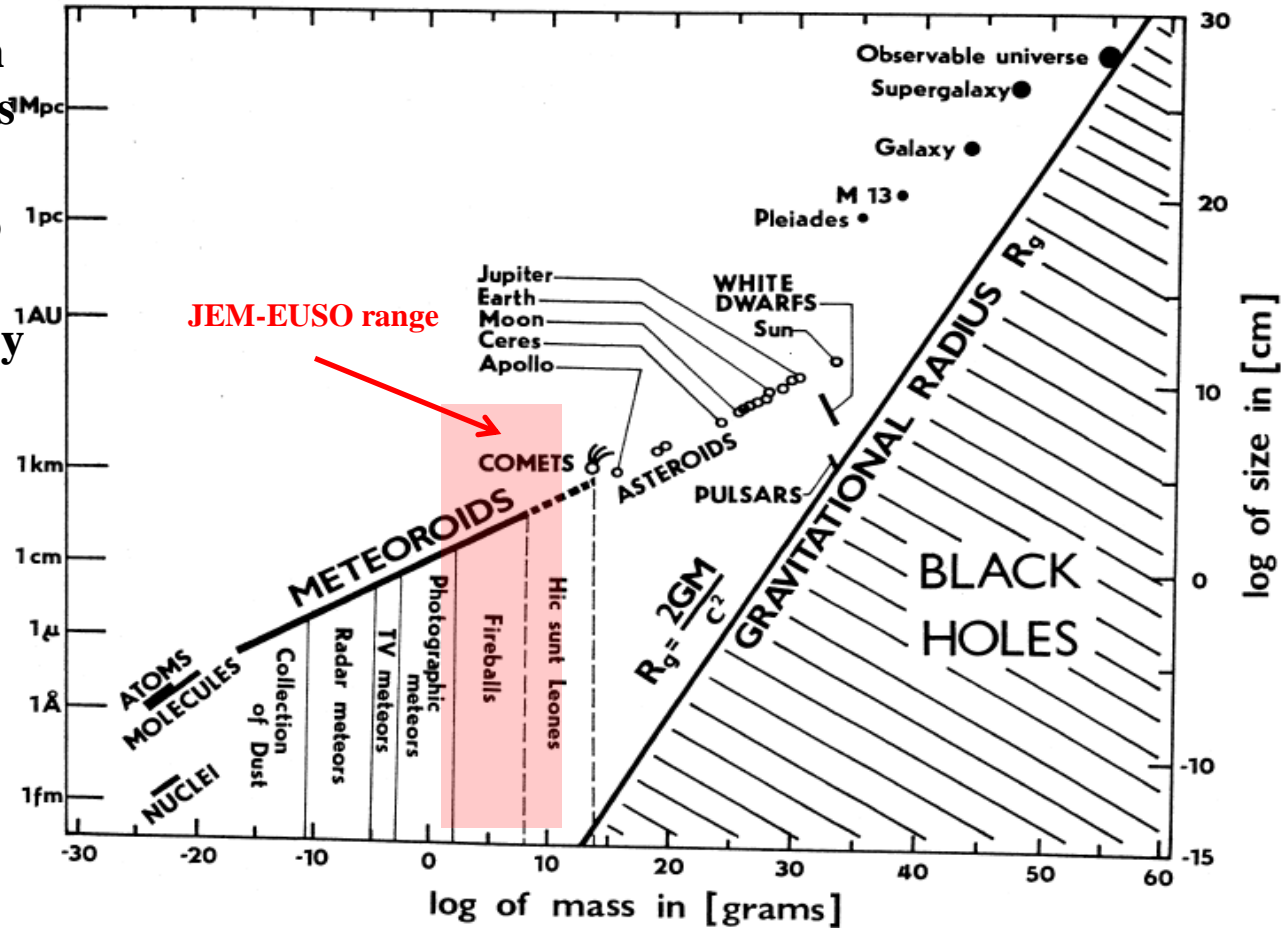 30
Observable universe
Supergalaxy
1Mpc
s
Galaxy
M 13
1pc
20
Pleiades
Jupiter
Earth
Moon
Ceres
Apollo
WHITE
DWARFS
Sun
1AU
JEM-EUSO range
y
10
COMETS
ASTEROIDS
1km
PULSARS
METEOROIDS
GRAVITATIONAL RADIUS Rg
Rg = 2GM
c²
BLACK
HOLES
1cm
0
log of size in [cm]
1μ
ATOMS
MOLECULES
1Å
NUCLEI
1fm
-10
Collection
of Dust
Radar meteors
TV meteors
Photographic
meteors
Fireballs
Hic sunt Leones
-15
-30 -20 -10 0 10 20 30 40 50 60
log of mass in [grams]